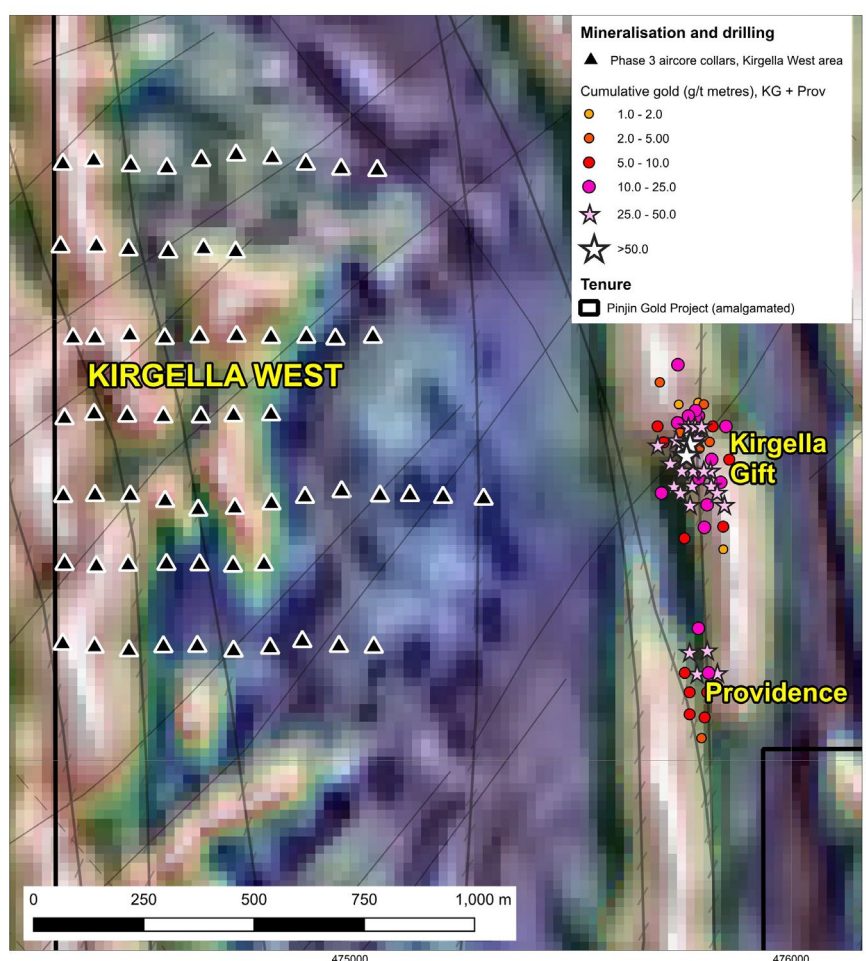 Mineralisation and drilling
Phase 3 aircore collars, Kirgella West area
Cumulative gold (g/t metres), KG + Prov
1.0 - 2.0
2.0 - 5.00
5.0 - 10.0
10.0 - 25.0
25.0 - 50.0
>50.0
Tenure
Pinjin Gold Project (amalgamated)
KIRGELLA WEST
Kirgella
Gift
Providence
0 250 500 750 1,000 m
475000 476000